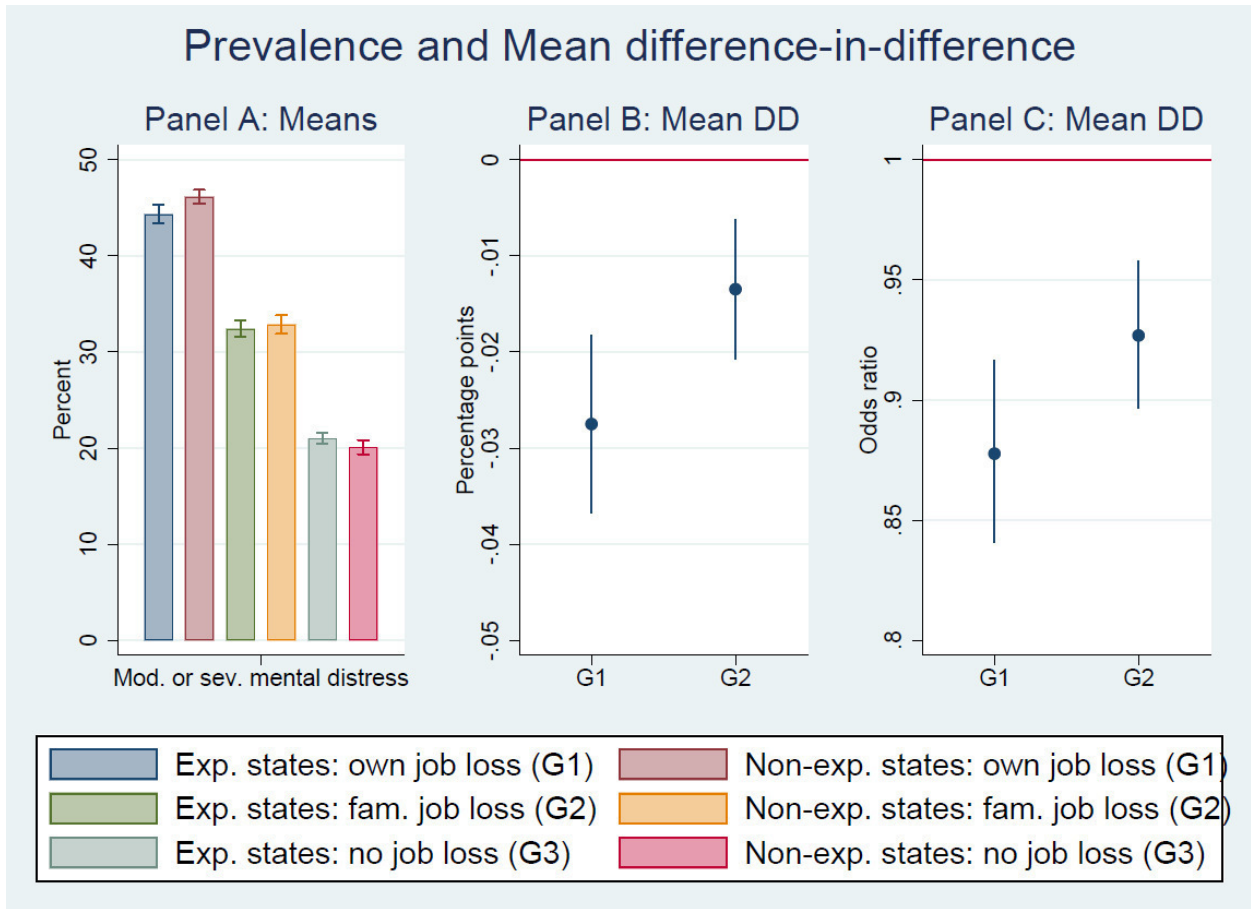 Prevalence and Mean difference-in-difference
Panel A: Means
Panel B: Mean DD
Panel C: Mean DD
Percent
50
40
30
20
10
0
Mod. or sev. mental distress
Percentage points
0
-.01
-.02
-.03
-.04
-.05
G1
G2
Odds ratio
1
.95
.9
.85
.8
G1
G2
Exp. states: own job loss (G1)
Non-exp. states: own job loss (G1)
Exp. states: fam. job loss (G2)
Non-exp. states: fam. job loss (G2)
Exp. states: no job loss (G3)
Non-exp. states: no job loss (G3)